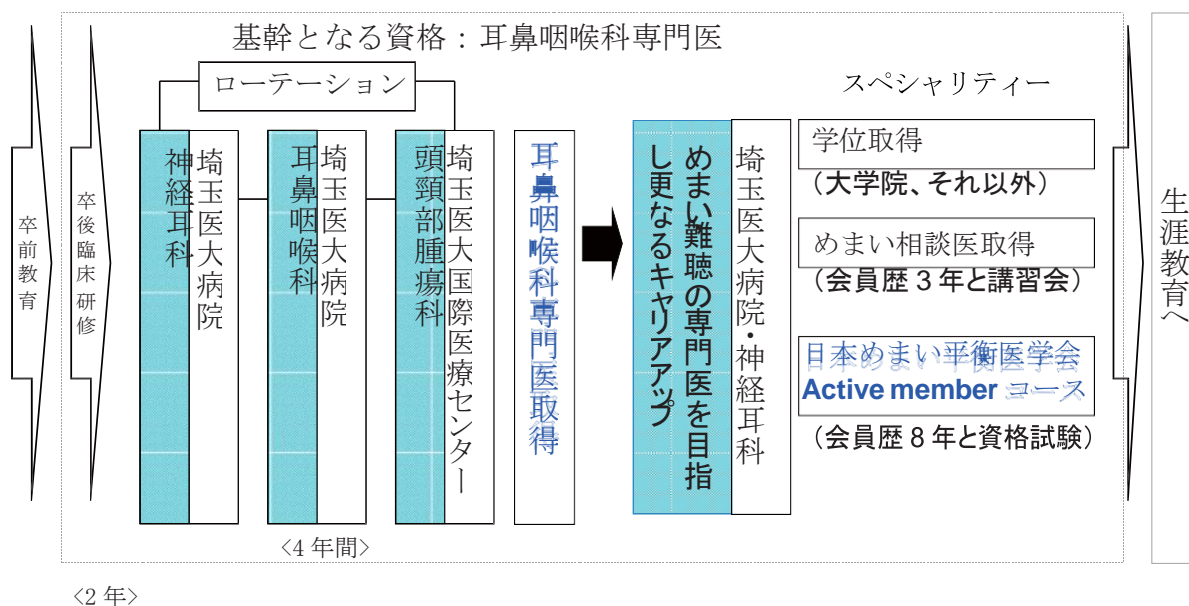 基幹となる資格：耳鼻咽喉科専門医
ローテーション
スペシャリティー
卒前教育
卒後臨床研修
埼玉医大病院
神経耳科
埼玉医大病院
耳鼻咽喉科
埼玉医大国際医療センター
頭頸部腫瘍科
耳鼻咽喉科専門医取得
埼玉医大病院・神経耳科
めまい難聴の専門医を目指
し更なるキャリアアップ
学位取得
（大学院、それ以外）
めまい相談医取得
（会員歴３年と講習会）
日本めまい平衡医学会
Active member コース
（会員歴８年と資格試験）
生涯教育へ
<4 年間>
<2 年>